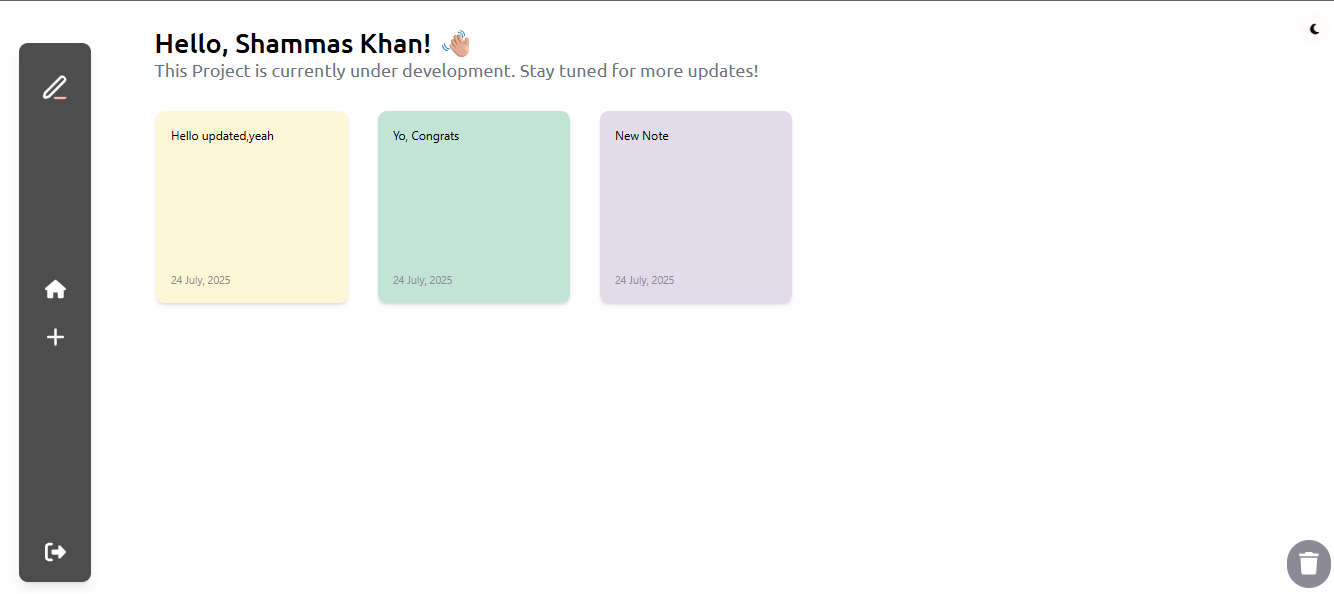 Hello, Shammas Khan! 👋🏼
This Project is currently under development. Stay tuned for more updates!
Hello updated,yeah
24 July, 2025
Yo, Congrats
24 July, 2025
New Note
24 July, 2025